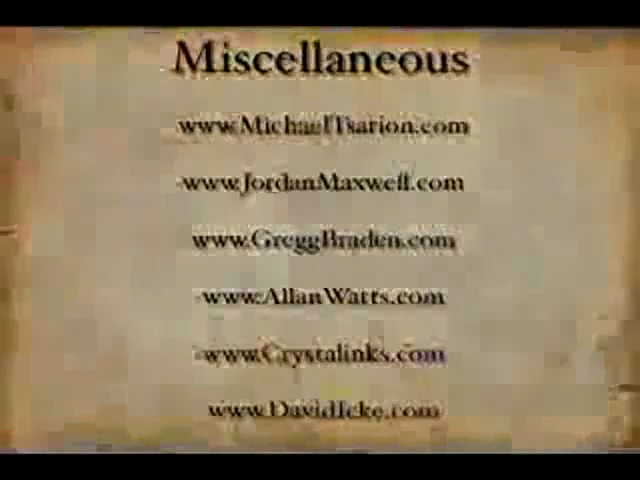 Miscellaneous
www.MichaelTsarion.com
www.JordanMaxwell.com
www.GreggBraden.com
www.AllanWatts.com
www.Crystalinks.com
www.DavidIcke.com